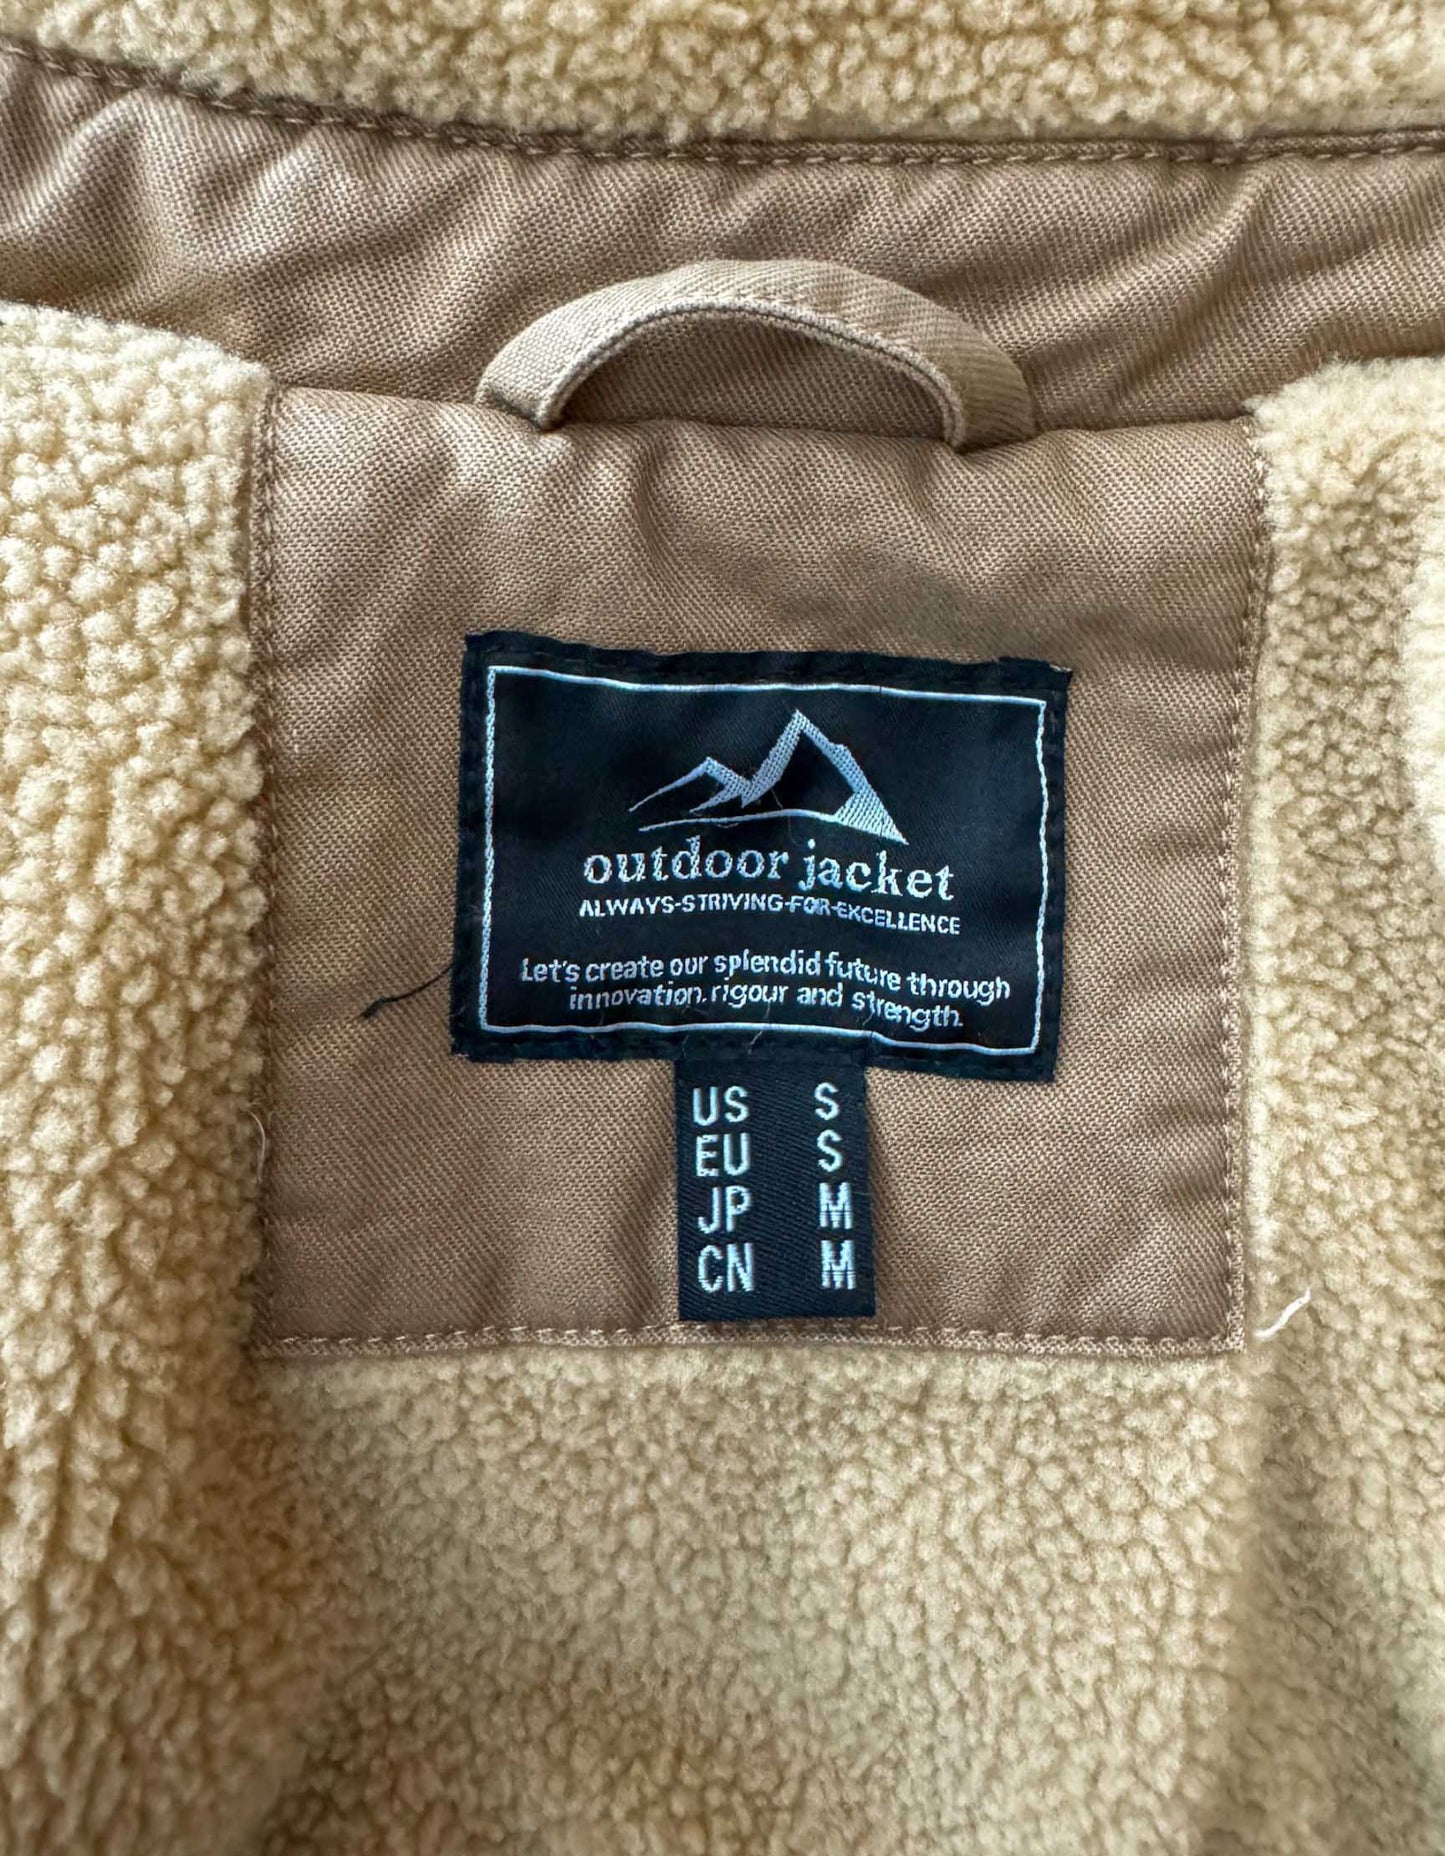 outdoor jacket
ALWAYS-STRIVING-FOR-EXCELLENCE
Let's create our splendid future through
innovation.rigour and strength.
US S
EU S
JP M
CN M